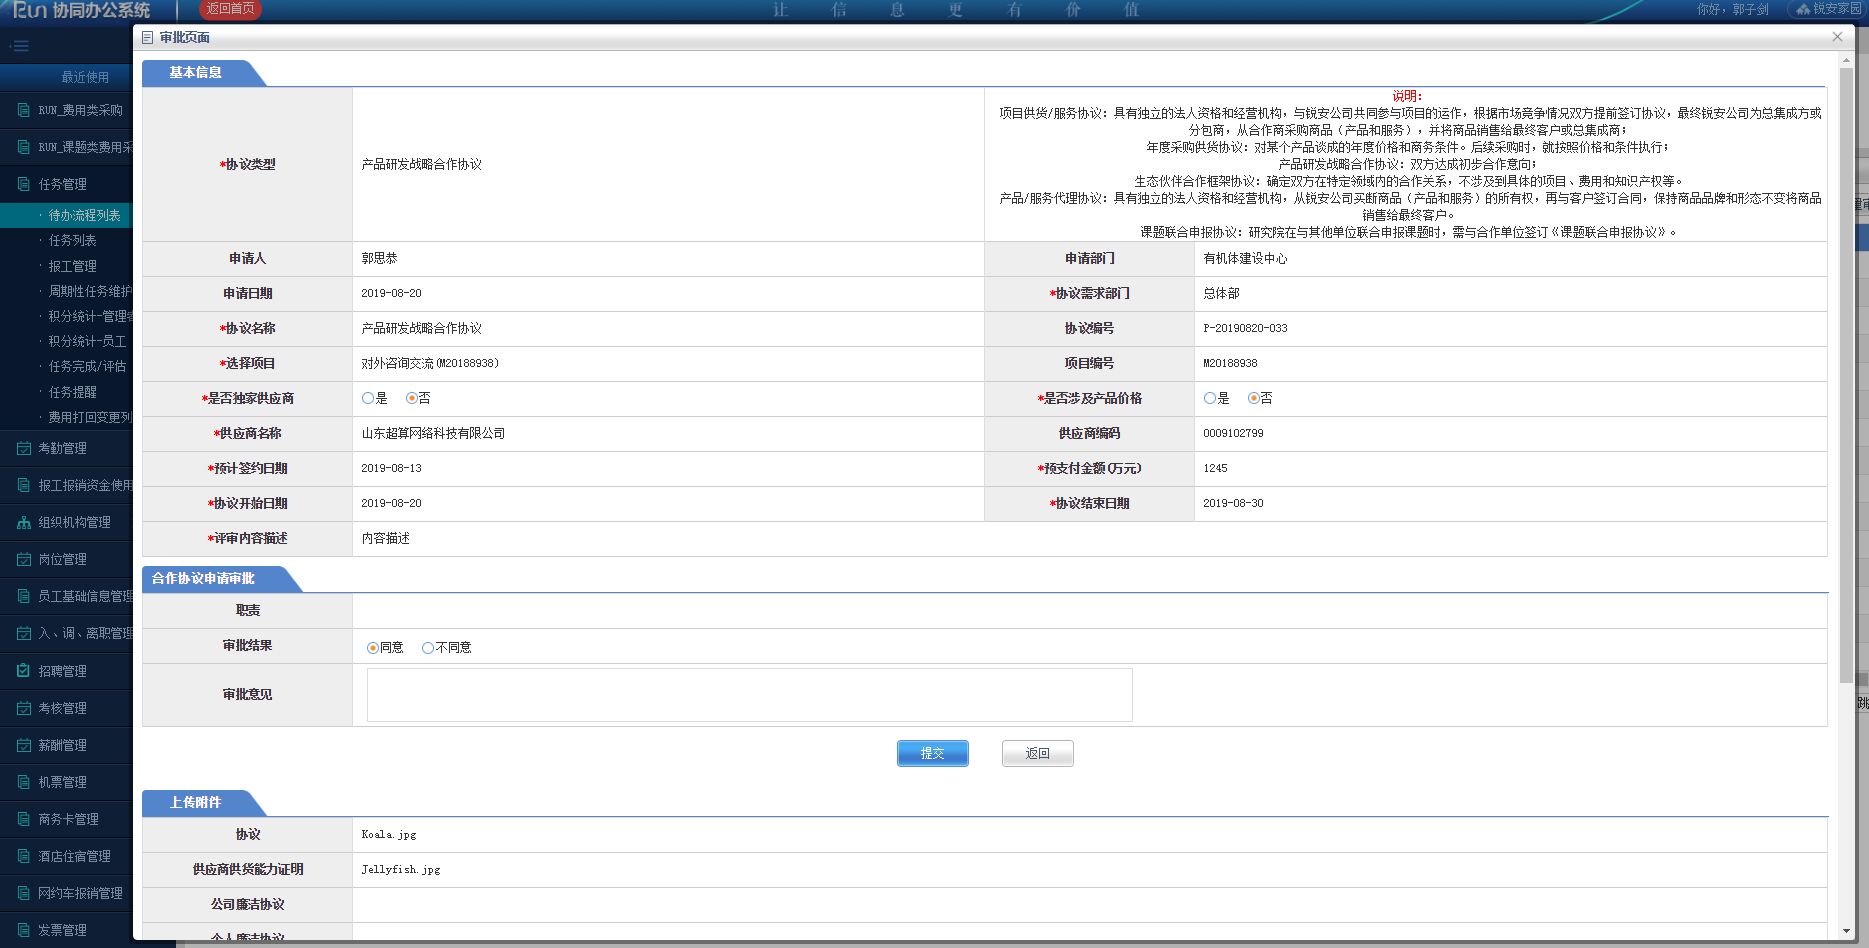 Run 协同办公系统
返回首页
让 信 息 更 有 价 值
你好，郭子剑
锐安家园
最近使用
RUN_费用类采购
RUN_课题类费用采
任务管理
· 待办流程列表
· 任务列表
· 报工管理
· 周期性任务维护
· 积分统计-管理者
· 积分统计-员工
· 任务完成/评估
· 任务提醒
· 费用打回变更列
考勤管理
报工报销资金使用
组织机构管理
岗位管理
员工基础信息管理
入、调、离职管理
招聘管理
考核管理
薪酬管理
机票管理
商务卡管理
酒店住宿管理
网约车报销管理
发票管理
审批页面
基本信息
*协议类型
产品研发战略合作协议
说明：
项目供货/服务协议：具有独立的法人资格和经营机构，与锐安公司共同参与项目的运作，根据市场竞争情况双方提前签订协议，最终锐安公司为总集成方或
分包商，从合作商采购商品（产品和服务），并将商品销售给最终客户或总集成商；
年度采购供货协议：对某个产品谈成的年度价格和商务条件。后续采购时，就按照价格和条件执行；
产品研发战略合作协议：双方达成初步合作意向；
生态伙伴合作框架协议：确定双方在特定领域内的合作关系，不涉及到具体的项目、费用和知识产权等。
产品/服务代理协议：具有独立的法人资格和经营机构，从锐安公司买断商品（产品和服务）的所有权，再与客户签订合同，保持商品品牌和形态不变将商品
销售给最终客户。
课题联合申报协议：研究院在与其他单位联合申报课题时，需与合作单位签订《课题联合申报协议》。
申请人
郭思恭
申请部门
有机体建设中心
申请日期
2019-08-20
*协议需求部门
总体部
*协议名称
产品研发战略合作协议
协议编号
P-20190820-033
*选择项目
对外咨询交流(M20188938)
项目编号
M20188938
*是否独家供应商
是 否
*是否涉及产品价格
是 否
*供应商名称
山东超算网络科技有限公司
供应商编码
0009102799
*预计签约日期
2019-08-13
*预支付金额(万元)
1245
*协议开始日期
2019-08-20
*协议结束日期
2019-08-30
*评审内容描述
内容描述
合作协议申请审批
职责
审批结果
同意 不同意
审批意见
提交
返回
上传附件
协议
Koala.jpg
供应商供货能力证明
Jellyfish.jpg
公司廉洁协议
个人廉洁协议
跳